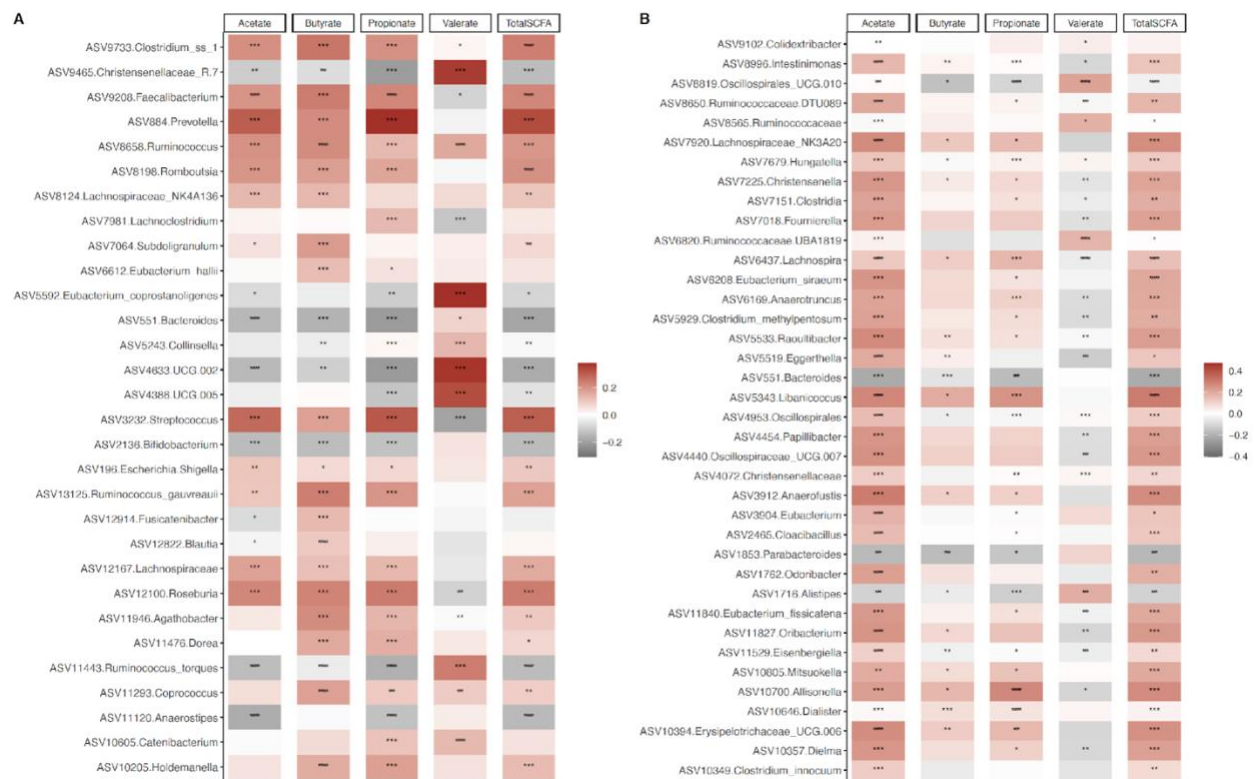 A
Acetate Butyrate Propionate Valerate TotalSCFA
ASV9733.Clostridium_ss_1
ASV9465.Christensenellaceae_R.7
ASV9208.Faecalibacterium
ASV884.Prevotella
ASV8658.Ruminococcus
ASV8198.Romboutsia
ASV8124.Lachnospiraceae_NK4A136
ASV7981.Lachnoclostridium
ASV7064.Subdoligranulum
ASV6612.Eubacterium_hallii
ASV5592.Eubacterium_coprostanoligenes
ASV551.Bacteroides
ASV5243.Collinsella
ASV4633.UCG.002
ASV4386.UCG.005
ASV3232.Streptococcus
ASV2136.Bifidobacterium
ASV196.Escherichia.Shigella
ASV13125.Ruminococcus_gauvreauii
ASV12914.Fusicatenibacter
ASV12822.Blautia
ASV12167.Lachnospiraceae
ASV12100.Roseburia
ASV11946.Agathobacter
ASV11476.Dorea
ASV11443.Ruminococcus_torques
ASV11293.Coprococcus
ASV11120.Anaerostipes
ASV10605.Catenibacterium
ASV10205.Holdemanella
0.2
0.0
−0.2
B
Acetate Butyrate Propionate Valerate TotalSCFA
ASV9102.Colidextribacter
ASV8996.Intestinimonas
ASV8819.Oscillospirales_UCG.010
ASV8650.Ruminococcaceae.DTU089
ASV8565.Ruminococcaceae
ASV7920.Lachnospiraceae_NK3A20
ASV7679.Hungatella
ASV7225.Christensenella
ASV7151.Clostridia
ASV7018.Fournierella
ASV6820.Ruminococcaceae.UBA1819
ASV6437.Lachnospira
ASV6208.Eubacterium_siraeum
ASV6169.Anaerotruncus
ASV5929.Clostridium_methylpentosum
ASV5533.Raoultibacter
ASV5519.Eggerthella
ASV551.Bacteroides
ASV5343.Libanicoccus
ASV4953.Oscillospirales
ASV4454.Papillibacter
ASV4440.Oscillospiraceae_UCG.007
ASV4072.Christensenellaceae
ASV3912.Anaerofustis
ASV3904.Eubacterium
ASV2465.Cloacibacillus
ASV1853.Parabacteroides
ASV1762.Odoribacter
ASV1716.Alistipes
ASV11840.Eubacterium_fissicatena
ASV11827.Oribacterium
ASV11529.Eisenbergiella
ASV10805.Mitsuokella
ASV10700.Allisonella
ASV10646.Dialister
ASV10394.Erysipelotrichaceae_UCG.006
ASV10357.Dielma
ASV10349.Clostridium_innocuum
0.4
0.2
0.0
−0.2
−0.4